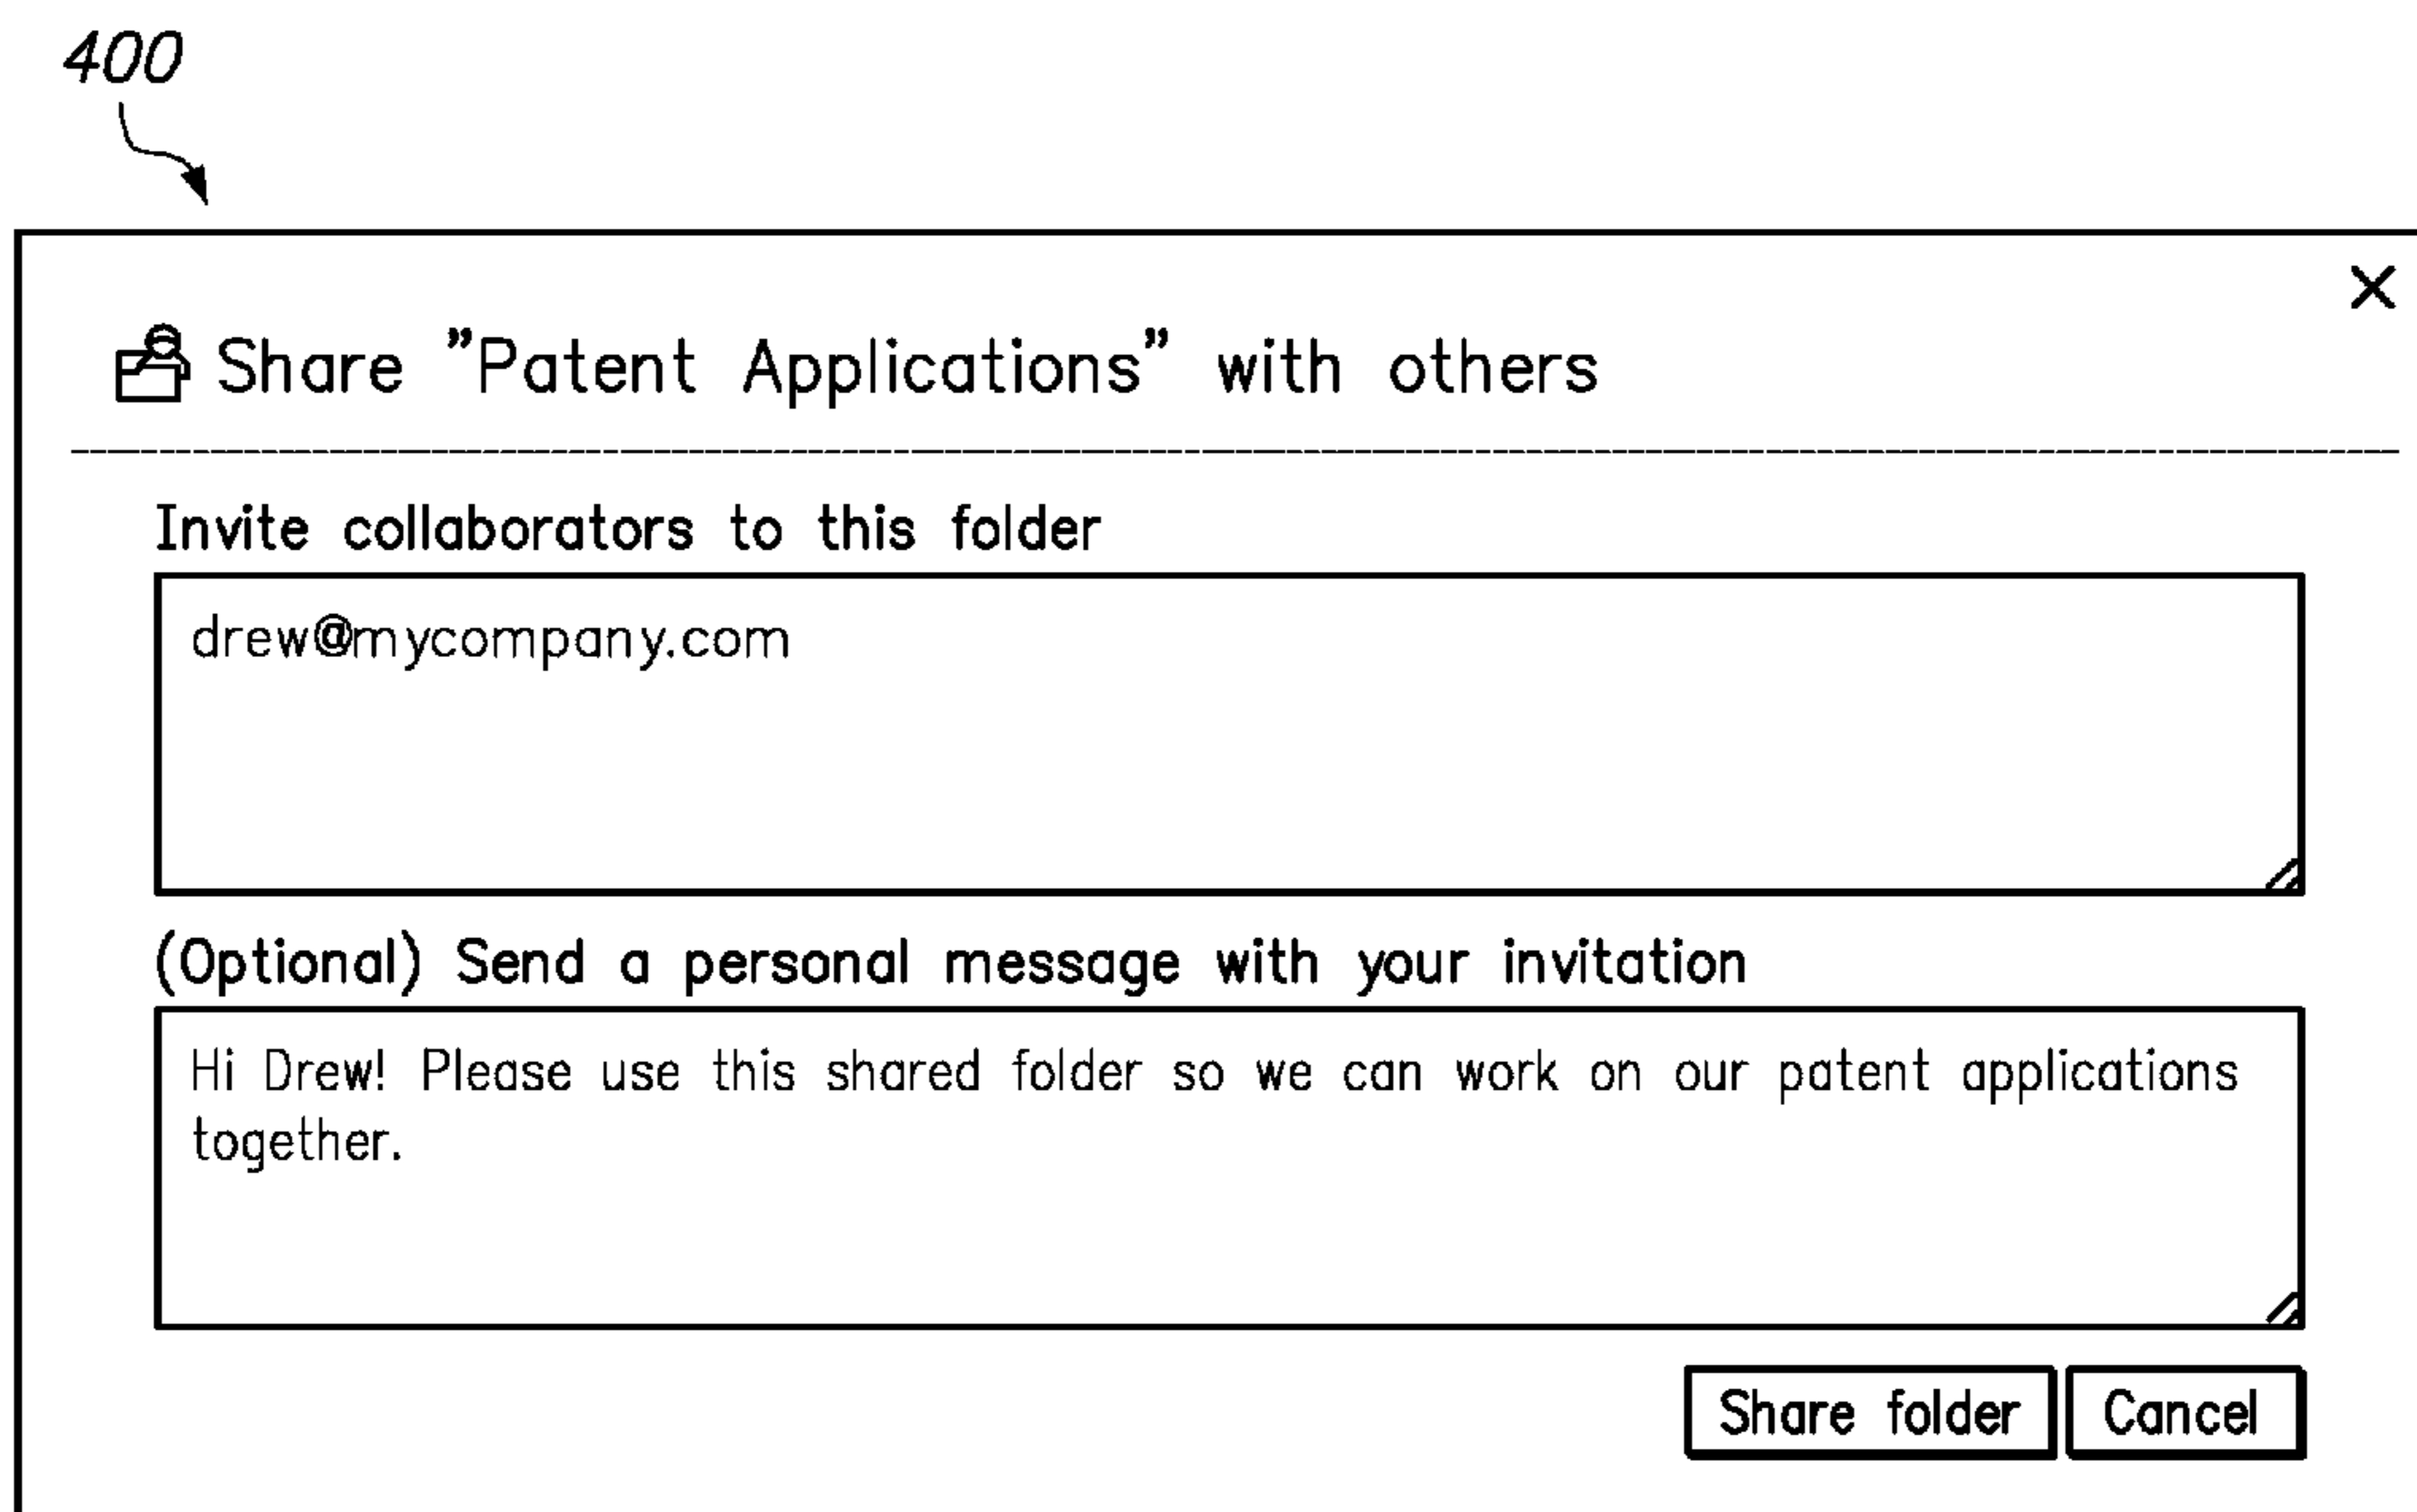 400
Share ”Patent Applications” with others
Invite collaborators to this folder
drew@mycompany.com
(Optional) Send a personal message with your invitation
Hi Drew! Please use this shared folder so we can work on our patent applications
together.
Share folder Cancel